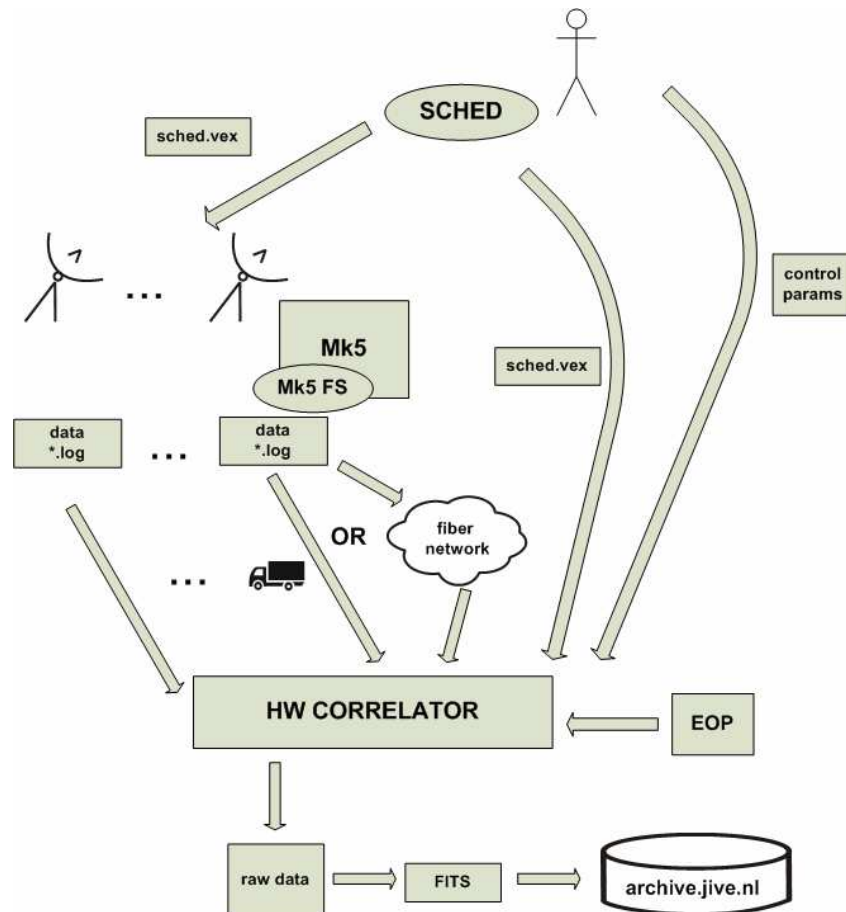 SCHED
sched.vex
control
params
...
Mk5
sched.vex
Mk5 FS
data
*.log
...
data
*.log
OR
fiber
network
...
HW CORRELATOR
EOP
raw data
FITS
archive.jive.nl